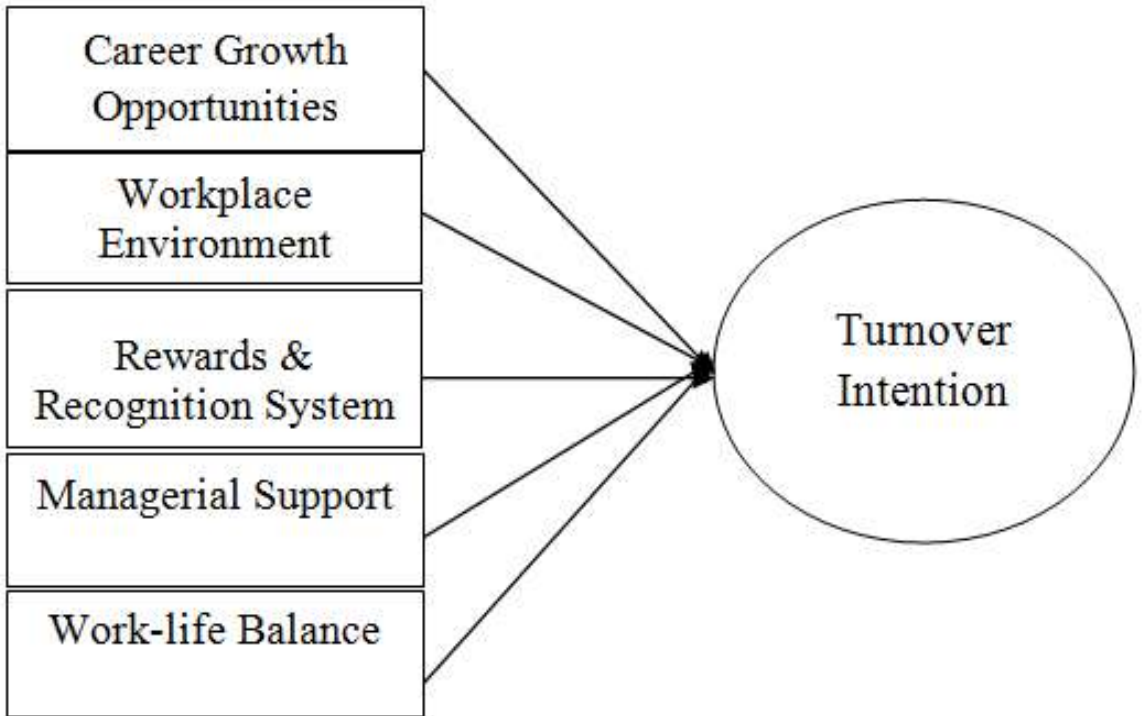 Career Growth
Opportunities
Workplace
Environment
Rewards &
Recognition System
Managerial Support
Work-life Balance
Turnover
Intention